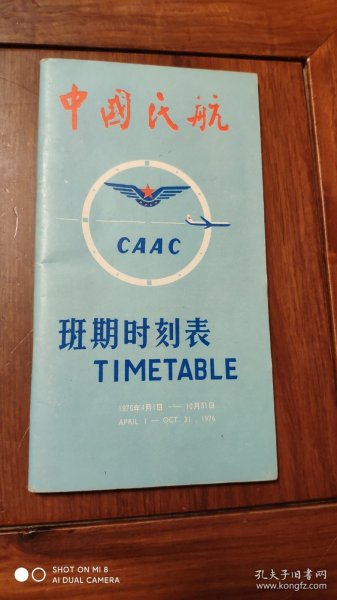 中國民航
CAAC
班期时刻表
TIMETABLE
1976年4月1日 — 10月31日
APRIL 1 — OCT. 31 , 1976
SHOT ON MI 8
AI DUAL CAMERA
孔夫子旧书网
www.kongfz.com